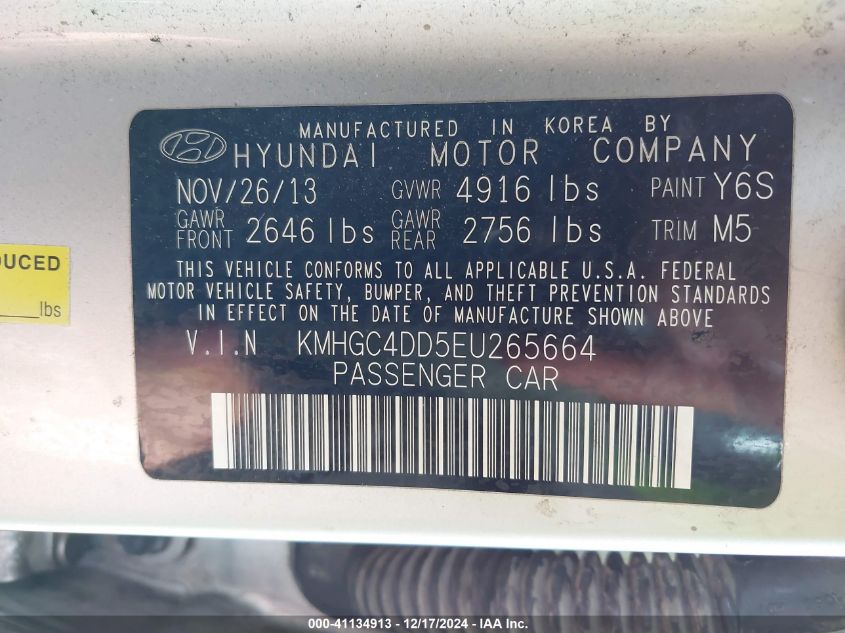 MANUFACTURED IN KOREA BY
HYUNDAI MOTOR COMPANY
NOV/26/13 GVWR 4916 lbs PAINT Y6S
GAWR FRONT 2646 lbs GAWR REAR 2756 lbs TRIM M5
THIS VEHICLE CONFORMS TO ALL APPLICABLE U.S.A. FEDERAL
MOTOR VEHICLE SAFETY, BUMPER, AND THEFT PREVENTION STANDARDS
IN EFFECT ON THE DATE OF MANUFACTURE SHOWN ABOVE
V.I.N KMHGC4DD5EU265664
PASSENGER CAR
DUCED
lbs
000-41134913 - 12/17/2024 - IAA Inc.